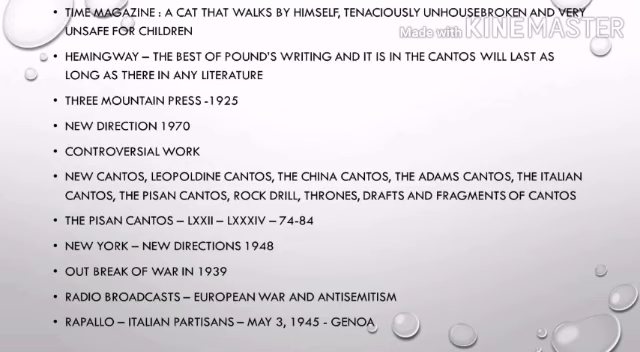 • TIME MAGAZINE : A CAT THAT WALKS BY HIMSELF, TENACIOUSLY UNHOUSEBROKEN AND VERY
UNSAFE FOR CHILDREN
Made with KINEMASTER
• HEMINGWAY – THE BEST OF POUND'S WRITING AND IT IS IN THE CANTOS WILL LAST AS
LONG AS THERE IN ANY LITERATURE
• THREE MOUNTAIN PRESS -1925
• NEW DIRECTION 1970
• CONTROVERSIAL WORK
• NEW CANTOS, LEOPOLDINE CANTOS, THE CHINA CANTOS, THE ADAMS CANTOS, THE ITALIAN
CANTOS, THE PISAN CANTOS, ROCK DRILL, THRONES, DRAFTS AND FRAGMENTS OF CANTOS
• THE PISAN CANTOS – LXXII – LXXXIV – 74-84
• NEW YORK – NEW DIRECTIONS 1948
• OUT BREAK OF WAR IN 1939
• RADIO BROADCASTS – EUROPEAN WAR AND ANTISEMITISM
• RAPALLO – ITALIAN PARTISANS – MAY 3, 1945 - GENOA